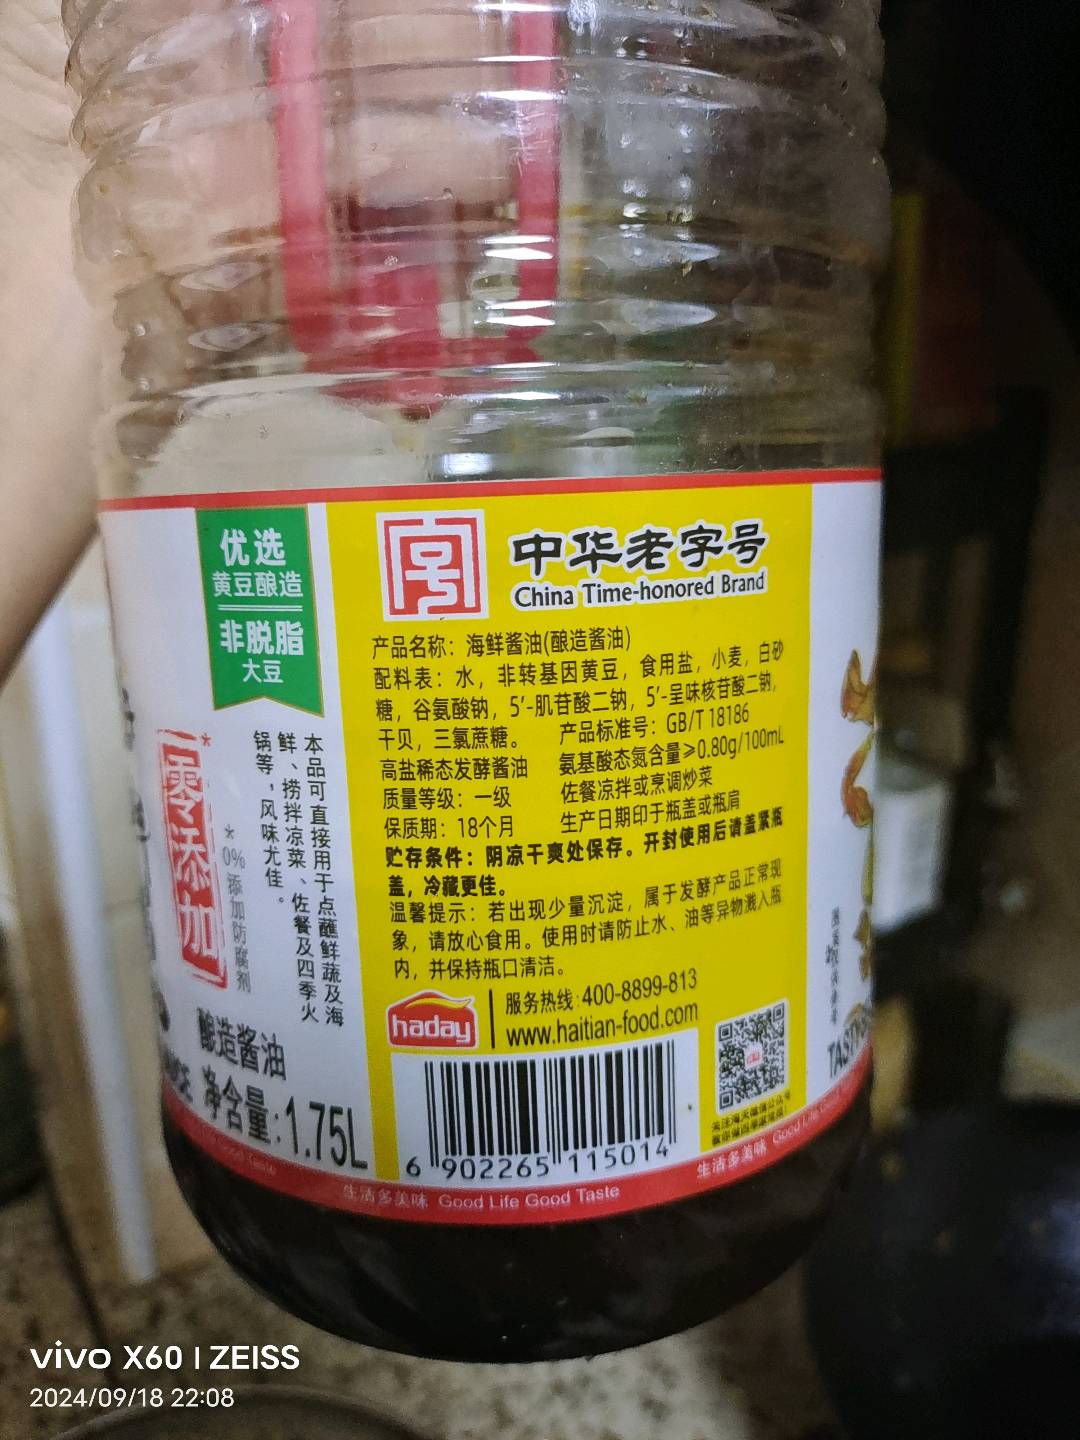 优选
黄豆酿造
非脱脂
大豆
本品可直接用于点蘸鲜蔬及海
鲜、捞拌凉菜、佐餐及四季火
锅等，风味尤佳。
零添加*
*0%添加防腐剂
酿造酱油
净含量:1.75L
中华老字号
China Time-honored Brand
产品名称：海鲜酱油(酿造酱油)
配料表：水，非转基因黄豆，食用盐，小麦，白砂
糖，谷氨酸钠，5′-肌苷酸二钠，5′-呈味核苷酸二钠，
干贝，三氯蔗糖。 产品标准号：GB/T 18186
高盐稀态发酵酱油 氨基酸态氮含量≥0.80g/100mL
质量等级：一级 佐餐凉拌或烹调炒菜
保质期：18个月 生产日期印于瓶盖或瓶肩
贮存条件：阴凉干爽处保存。开封使用后请盖紧瓶
盖，冷藏更佳。
温馨提示：若出现少量沉淀，属于发酵产品正常现
象，请放心食用。使用时请防止水、油等异物溅入瓶
内，并保持瓶口清洁。
haday
服务热线:400-8899-813
www.haitian-food.com
6 902265 115014
生活多美味 Good Life Good Taste
生活多美味 Good Life
vivo X60 | ZEISS
2024/09/18 22:08